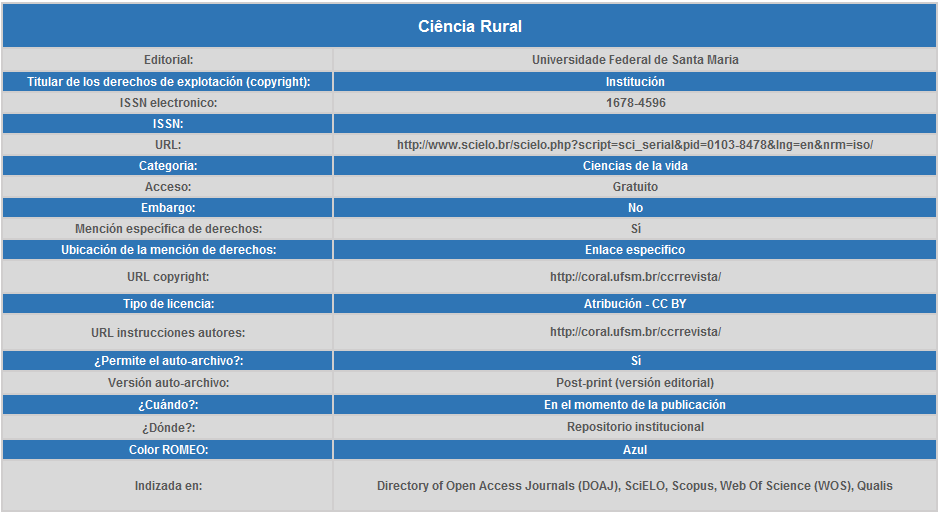 Ciência Rural
Editorial: Universidade Federal de Santa Maria
Titular de los derechos de explotación (copyright): Institución
ISSN electronico: 1678-4596
ISSN:
URL: http://www.scielo.br/scielo.php?script=sci_serial&pid=0103-8478&lng=en&nrm=iso/
Categoria: Ciencias de la vida
Acceso: Gratuito
Embargo: No
Mención específica de derechos: Sí
Ubicación de la mención de derechos: Enlace especifico
URL copyright: http://coral.ufsm.br/ccrrevista/
Tipo de licencia: Atribución - CC BY
URL instrucciones autores: http://coral.ufsm.br/ccrrevista/
¿Permite el auto-archivo?: Sí
Versión auto-archivo: Post-print (versión editorial)
¿Cuándo?: En el momento de la publicación
¿Dónde?: Repositorio institucional
Color ROMEO: Azul
Indizada en: Directory of Open Access Journals (DOAJ), SciELO, Scopus, Web Of Science (WOS), Qualis